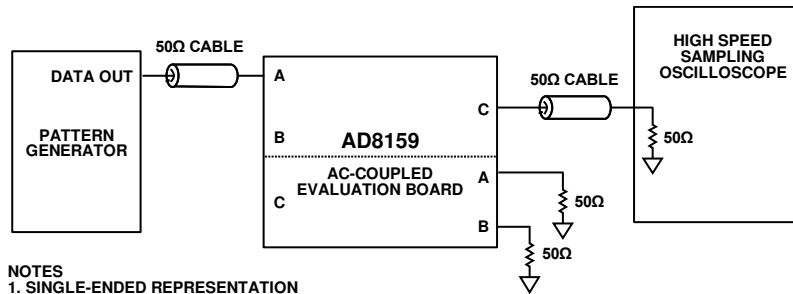 50Ω CABLE
DATA OUT
PATTERN
GENERATOR
A
B
C
AD8159
AC-COUPLED
EVALUATION BOARD
C
A
B
50Ω CABLE
50Ω
50Ω
HIGH SPEED
SAMPLING
OSCILLOSCOPE
50Ω
NOTES
1. SINGLE-ENDED REPRESENTATION